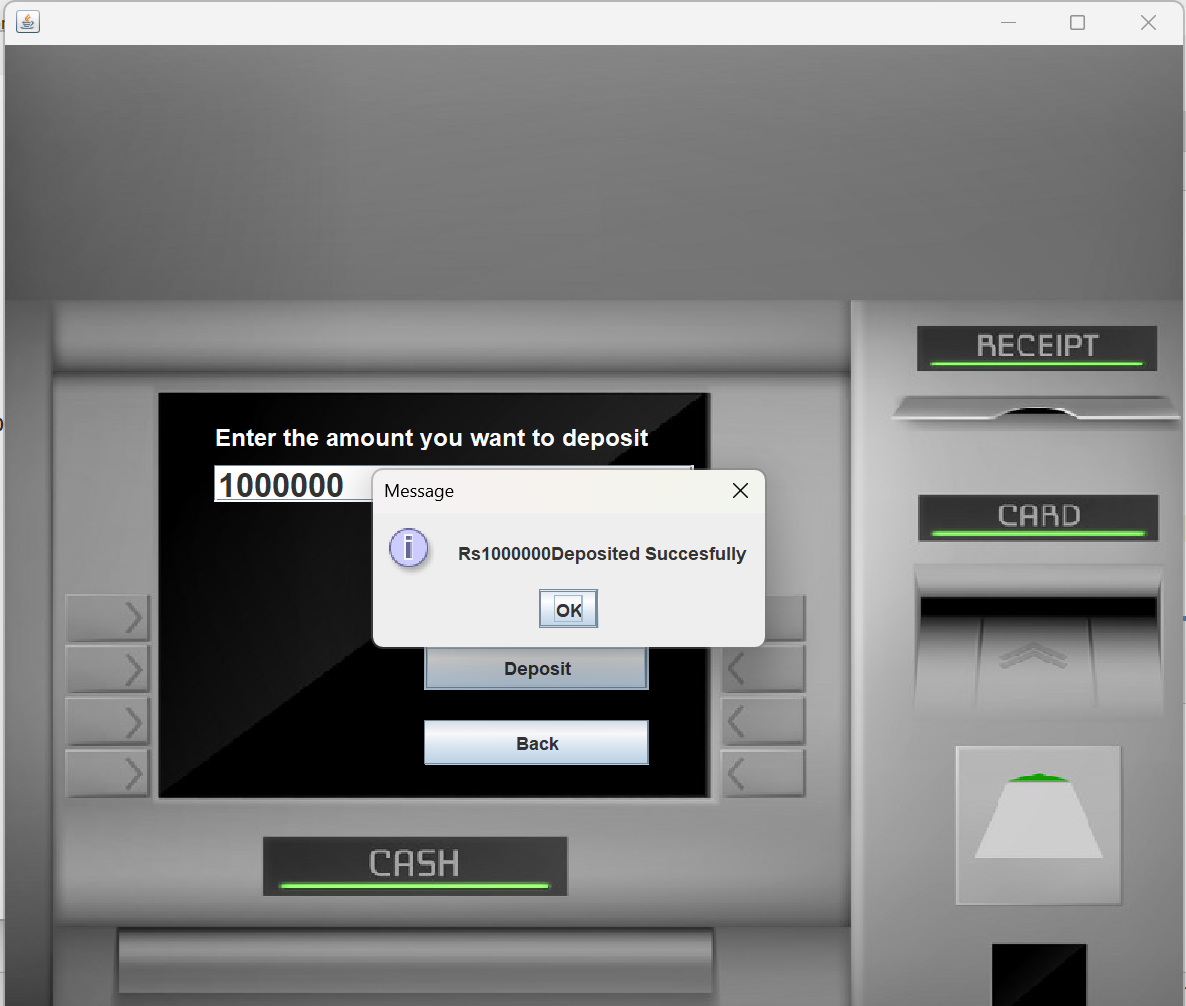 RECEIPT
Enter the amount you want to deposit
1000000
Message
Rs1000000Deposited Succesfully
OK
CARD
Deposit
Back
CASH